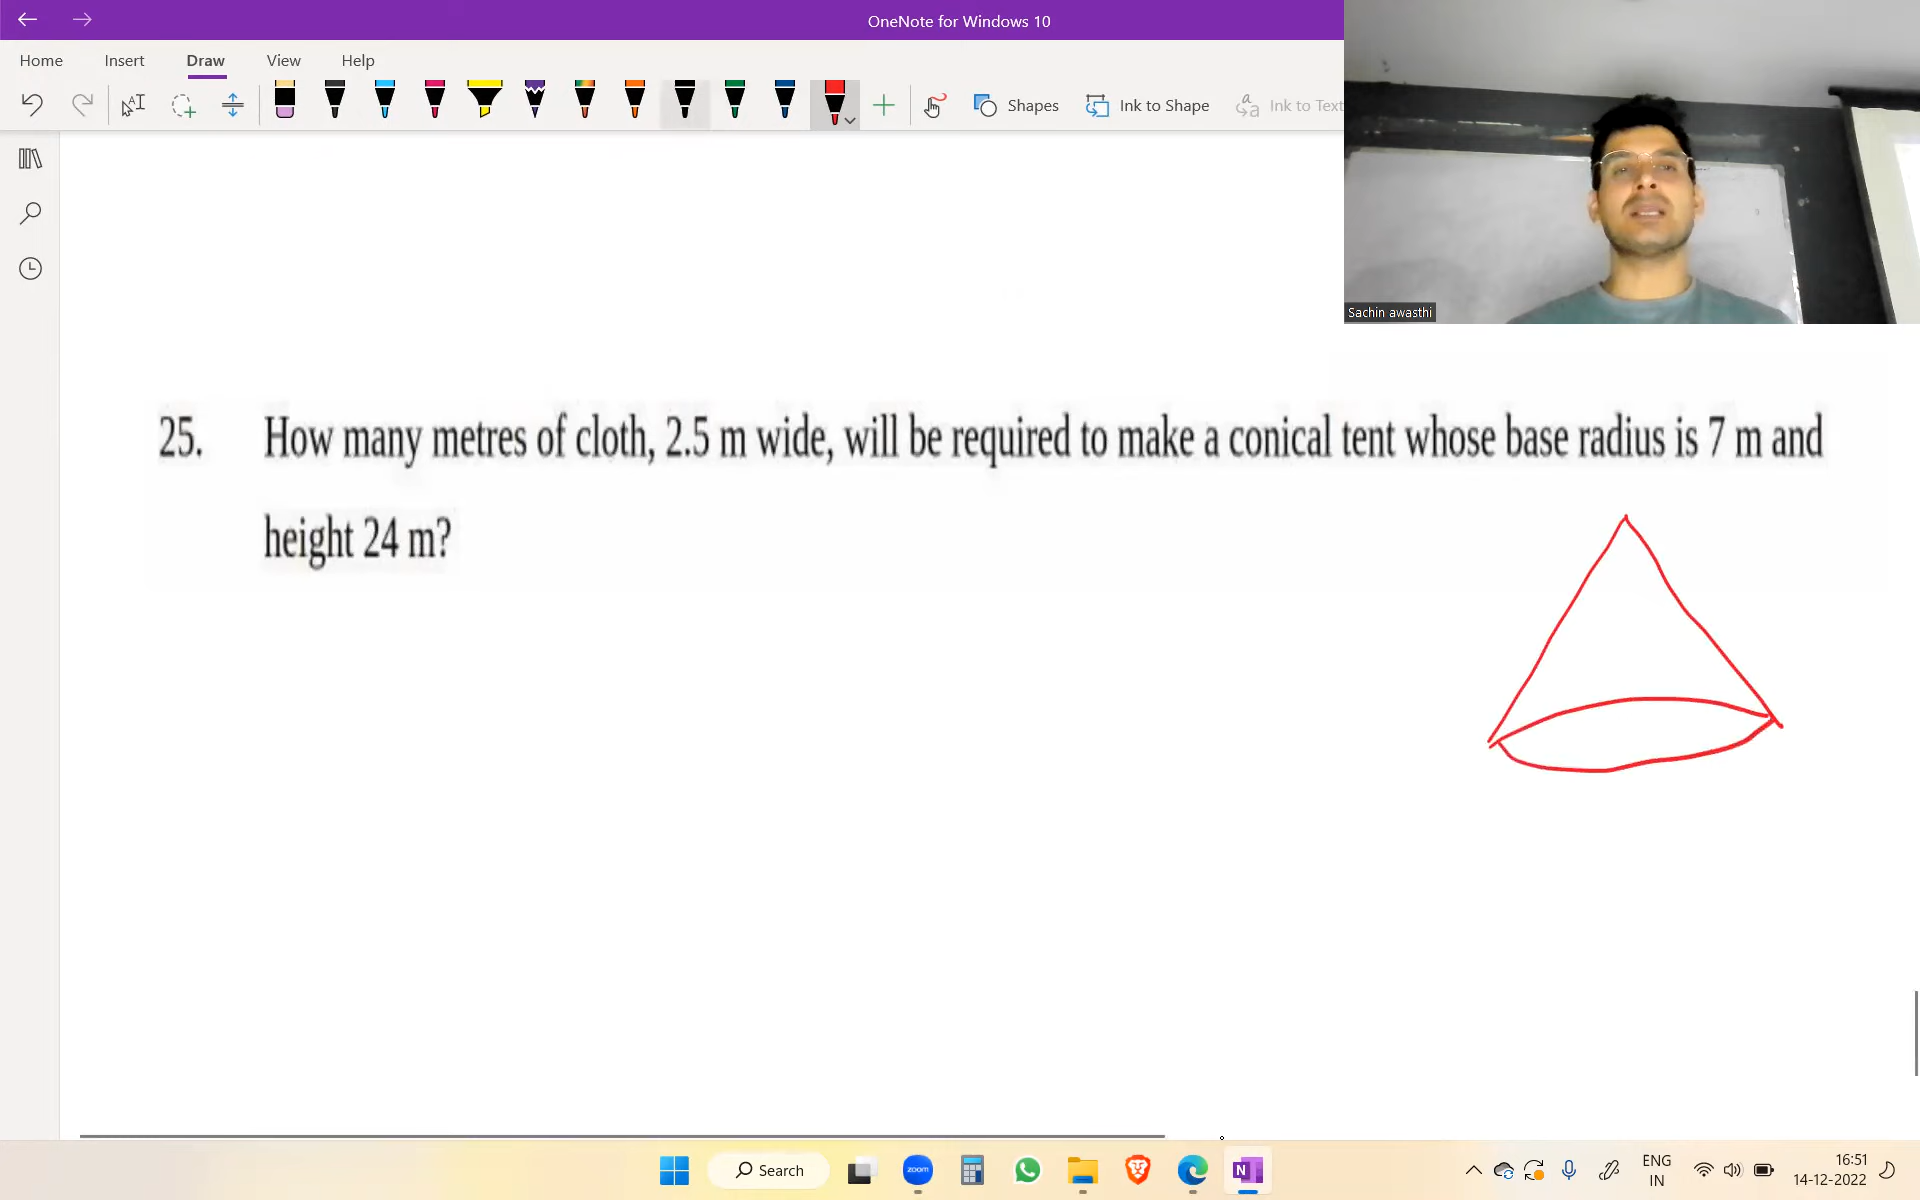 OneNote for Windows 10
Home Insert Draw View Help
Shapes Ink to Shape Ink to Text
Sachin awasthi
25. How many metres of cloth, 2.5 m wide, will be required to make a conical tent whose base radius is 7 m and
height 24 m?
Search zoom N ENG 16:51
IN 14-12-2022